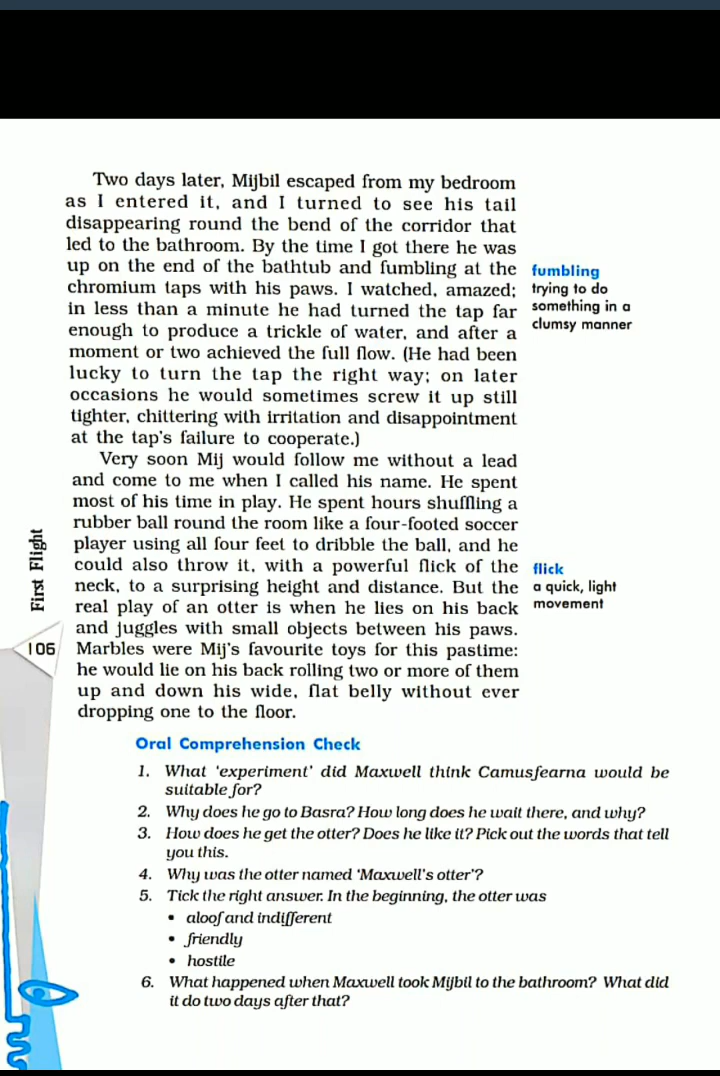 Two days later, Mijbil escaped from my bedroom
as I entered it, and I turned to see his tail
disappearing round the bend of the corridor that
led to the bathroom. By the time I got there he was
up on the end of the bathtub and fumbling at the
chromium taps with his paws. I watched, amazed;
in less than a minute he had turned the tap far
enough to produce a trickle of water, and after a
moment or two achieved the full flow. (He had been
lucky to turn the tap the right way; on later
occasions he would sometimes screw it up still
tighter, chittering with irritation and disappointment
at the tap's failure to cooperate.)
fumbling
trying to do
something in a
clumsy manner
Very soon Mij would follow me without a lead
and come to me when I called his name. He spent
most of his time in play. He spent hours shuffling a
rubber ball round the room like a four-footed soccer
player using all four feet to dribble the ball, and he
could also throw it, with a powerful flick of the
neck, to a surprising height and distance. But the
real play of an otter is when he lies on his back
and juggles with small objects between his paws.
Marbles were Mij's favourite toys for this pastime:
he would lie on his back rolling two or more of them
up and down his wide, flat belly without ever
dropping one to the floor.
flick
a quick, light
movement
First Flight
106
Oral Comprehension Check
1. What 'experiment' did Maxwell think Camusfearna would be
suitable for?
2. Why does he go to Basra? How long does he wait there, and why?
3. How does he get the otter? Does he like it? Pick out the words that tell
you this.
4. Why was the otter named 'Maxwell's otter'?
5. Tick the right answer. In the beginning, the otter was
• aloof and indifferent
• friendly
• hostile
6. What happened when Maxwell took Mijbil to the bathroom? What did
it do two days after that?